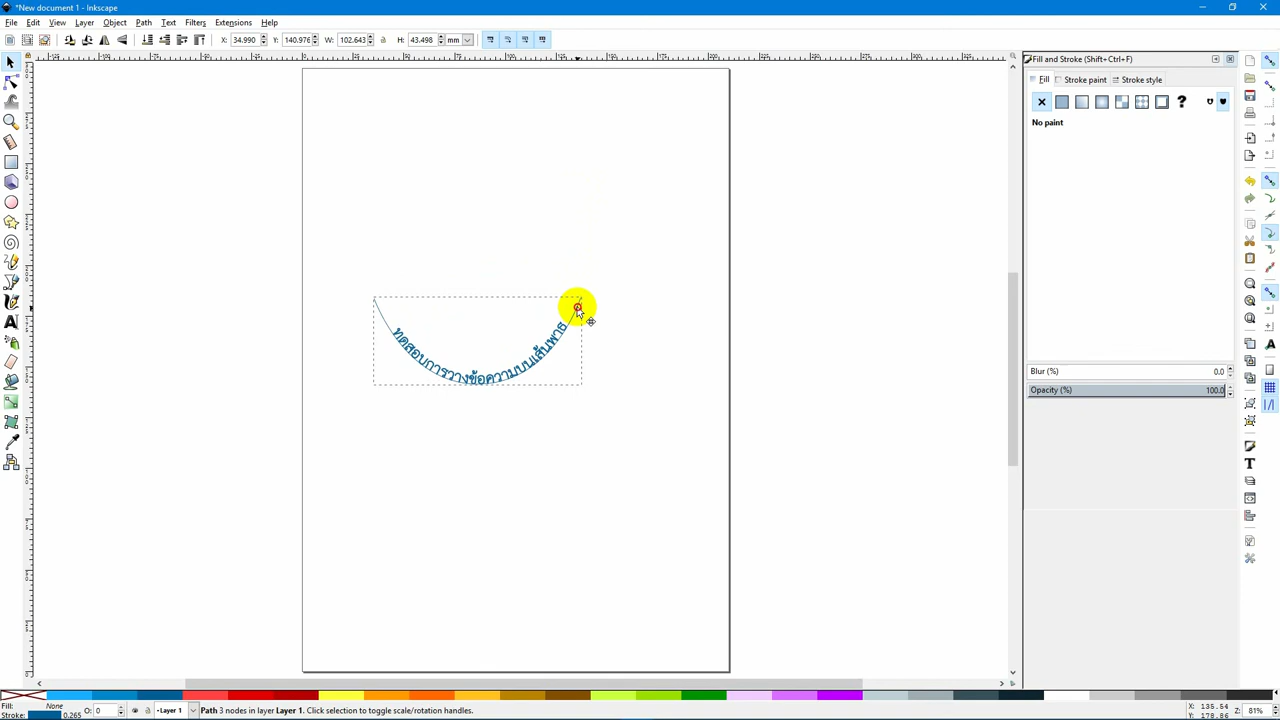 *New document 1 - Inkscape
File Edit View Layer Object Path Text Filters Extensions Help
X: 34.990 Y: 140.976 W: 102.643 H: 43.498 mm
Fill and Stroke (Shift+Ctrl+F)
Fill Stroke paint Stroke style
No paint
ทดสอบการวางข้อความบนเส้นพาธ
Blur (%) 0.0
Opacity (%) 100.0
Fill: None
Stroke: 0.265 O: 0 Layer 1 Path 3 nodes in layer Layer 1. Click selection to toggle scale/rotation handles.
X: 135.54
Y: 178.86
Z: 81%